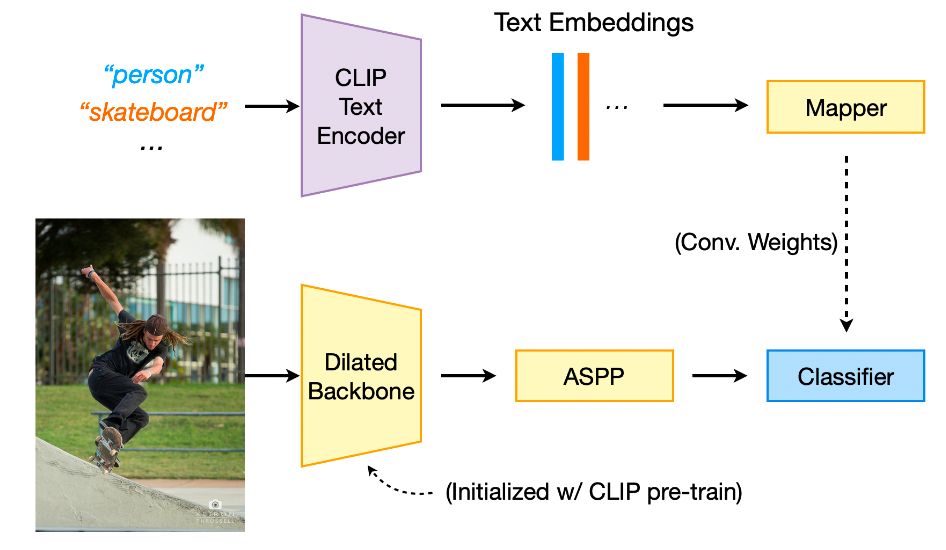 Text Embeddings
“person”
“skateboard”
...
CLIP
Text
Encoder
...
Mapper
(Conv. Weights)
Dilated
Backbone
ASPP
Classifier
(Initialized w/ CLIP pre-train)